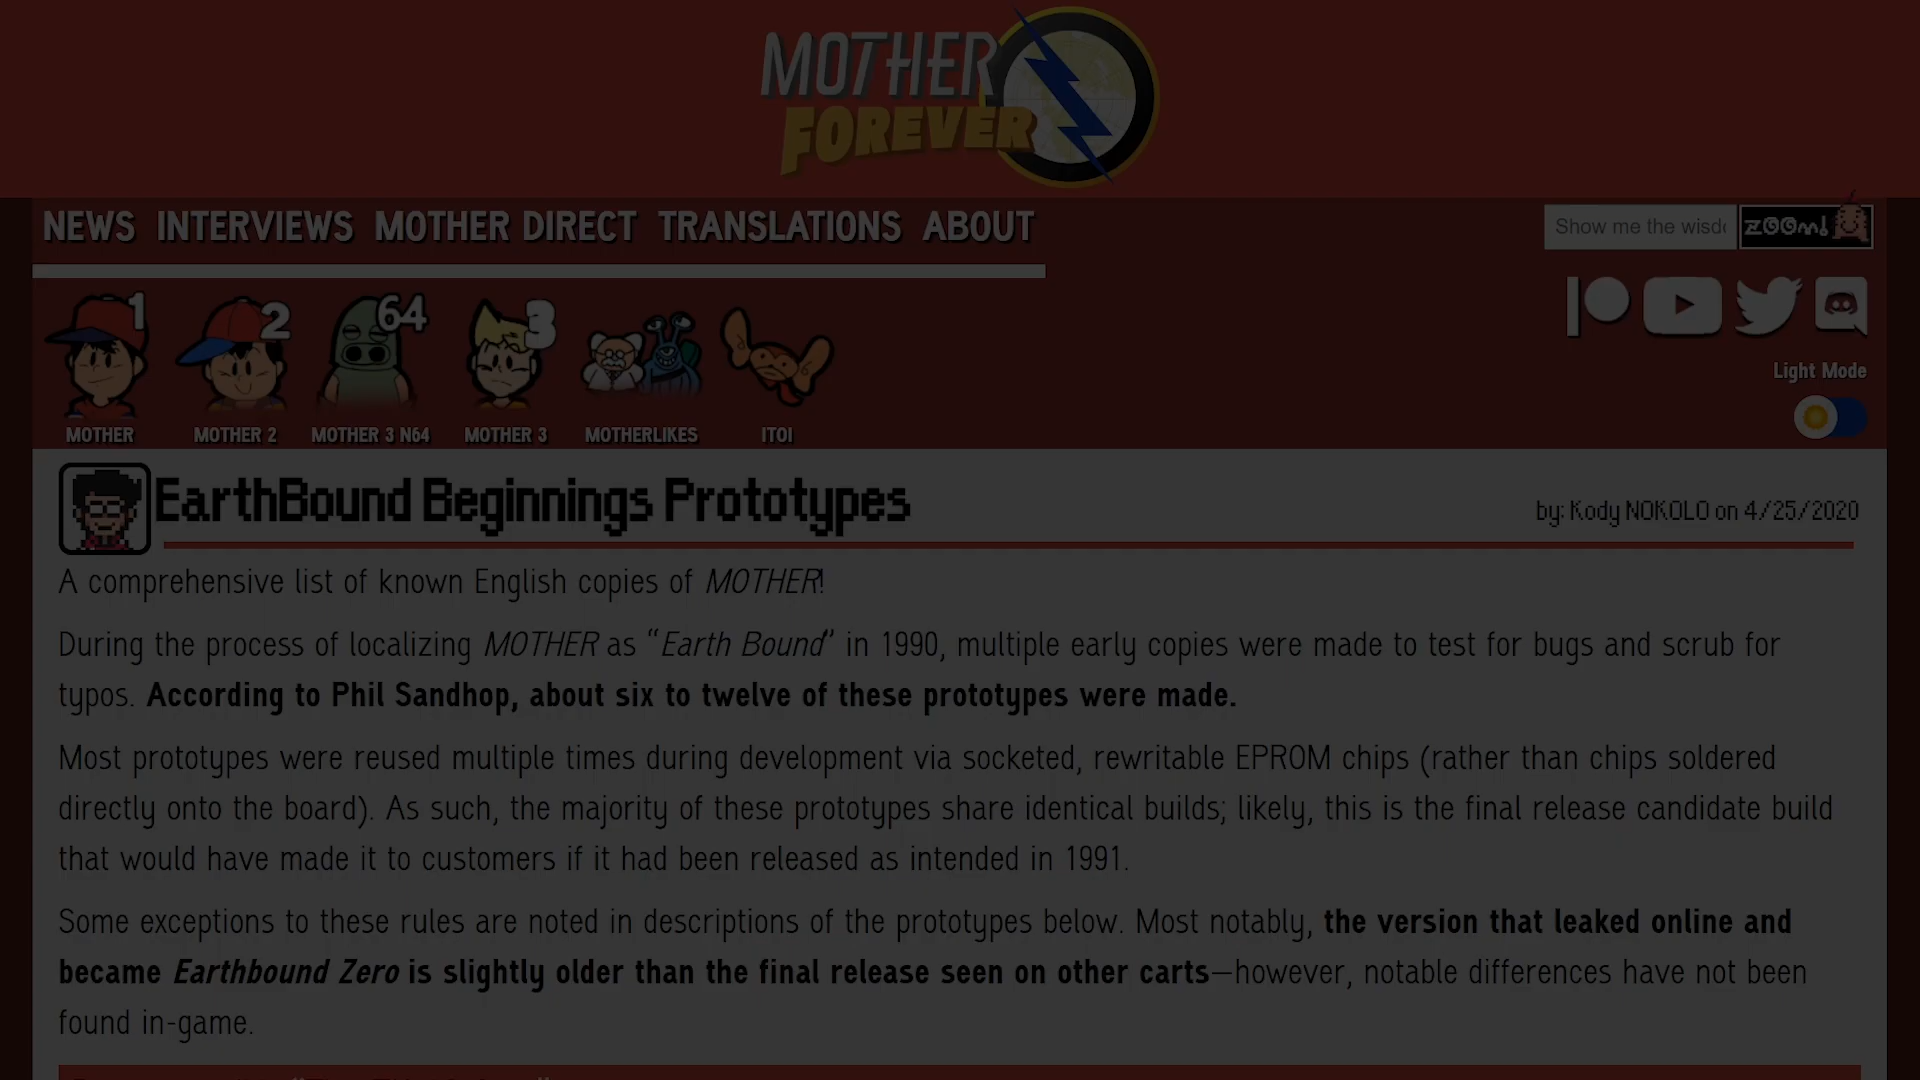 MOTHER
FOREVER
NEWS INTERVIEWS MOTHER DIRECT TRANSLATIONS ABOUT
Show me the wisd
ZOOM!
1 2 64 3
Light Mode
MOTHER MOTHER 2 MOTHER 3 N64 MOTHER 3 MOTHERLIKES ITOI
EarthBound Beginnings Prototypes
by: Kody NOKOLO on 4/25/2020
A comprehensive list of known English copies of MOTHER!
During the process of localizing MOTHER as “Earth Bound” in 1990, multiple early copies were made to test for bugs and scrub for
typos. According to Phil Sandhop, about six to twelve of these prototypes were made.
Most prototypes were reused multiple times during development via socketed, rewritable EPROM chips (rather than chips soldered
directly onto the board). As such, the majority of these prototypes share identical builds; likely, this is the final release candidate build
that would have made it to customers if it had been released as intended in 1991.
Some exceptions to these rules are noted in descriptions of the prototypes below. Most notably, the version that leaked online and
became Earthbound Zero is slightly older than the final release seen on other carts—however, notable differences have not been
found in-game.